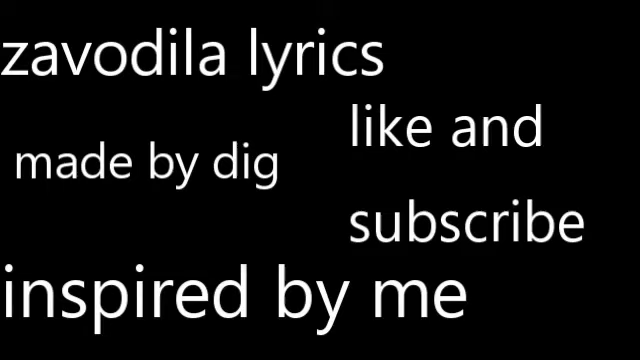 zavodila lyrics
like and
made by dig
subscribe
inspired by me